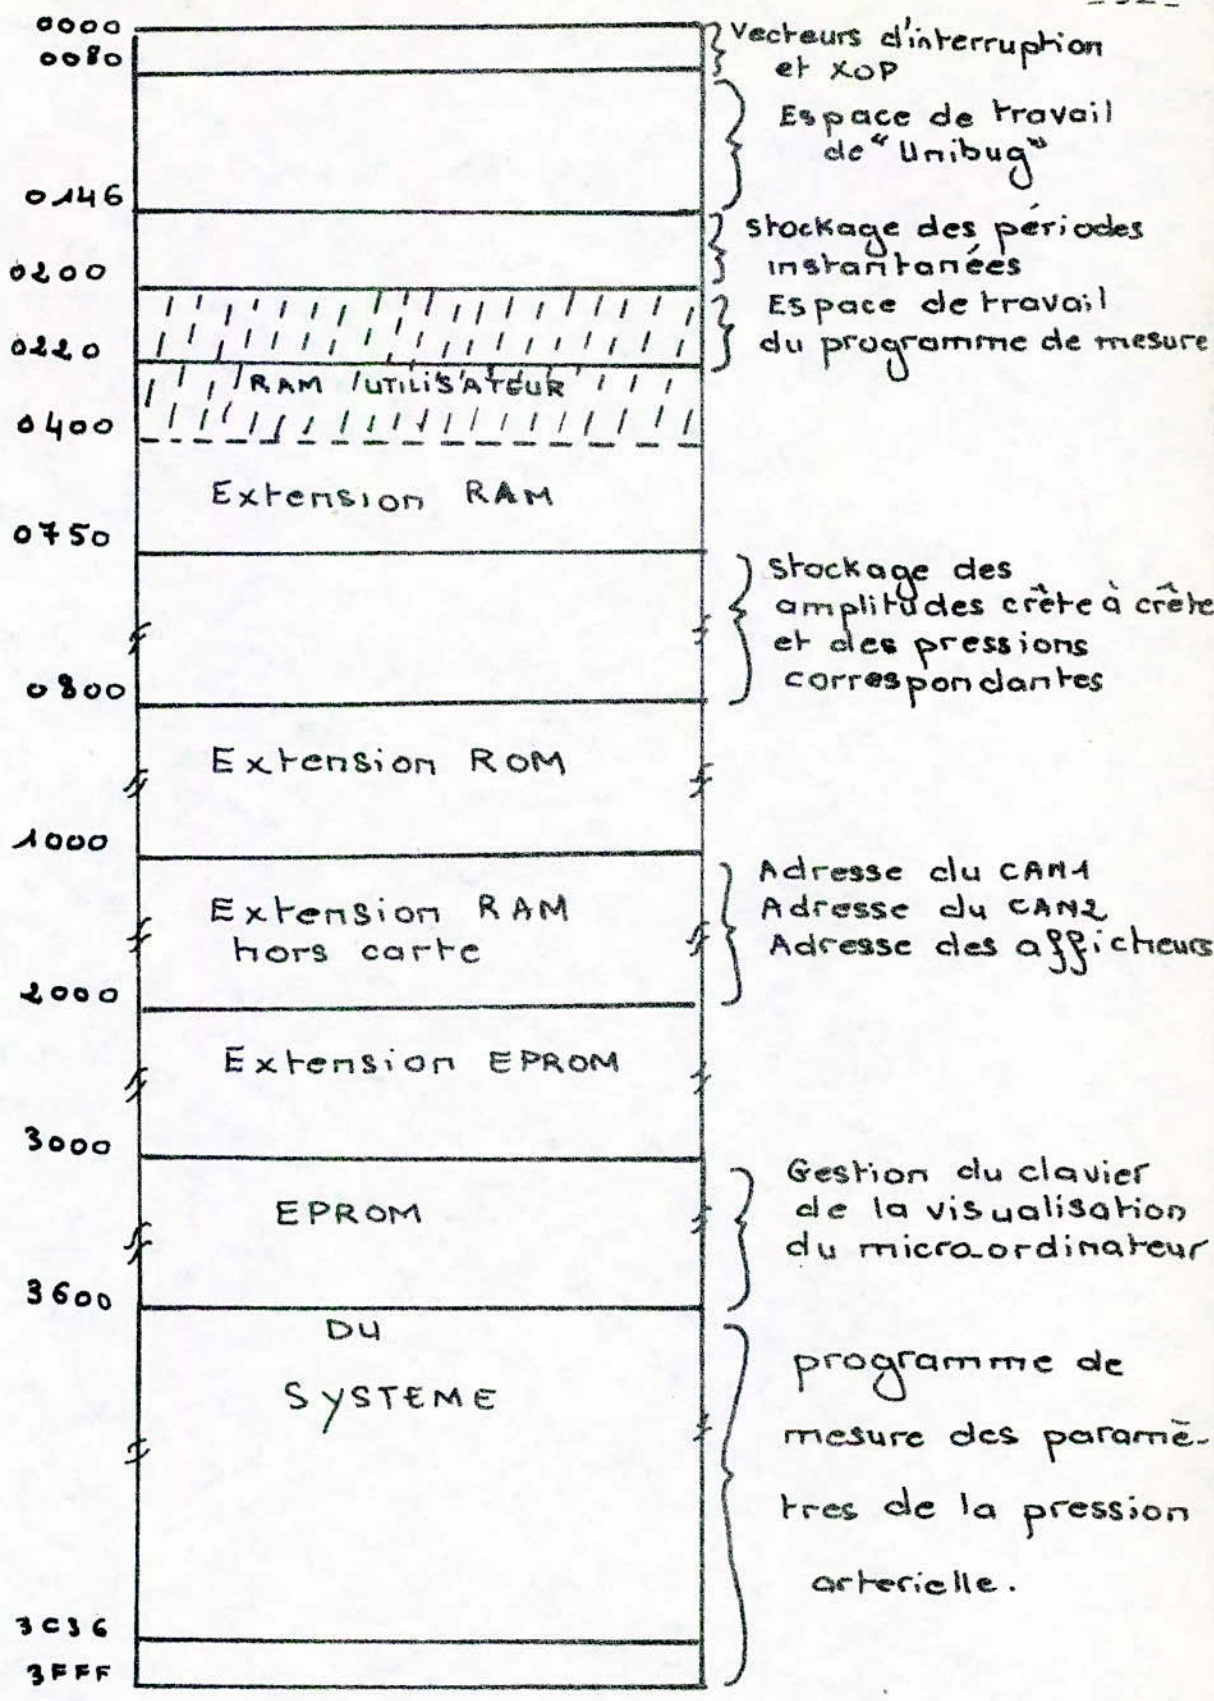 0000
0080
Vecteurs d'interruption
et XOP
Espace de travail
de "Unibug"
0146
stockage des périodes
instantanées
0200
Espace de travail
du programme de mesure
0220
RAM UTILISATEUR
0400
Extension RAM
0750
stockage des
amplitudes crête à crête
et des pressions
correspondantes
0800
Extension ROM
1000
Adresse du CAN1
Adresse du CAN2
Adresse des afficheurs
Extension RAM
hors carte
2000
Extension EPROM
3000
Gestion du clavier
de la visualisation
du micro-ordinateur
EPROM
3600
DU
SYSTEME
programme de
mesure des paramè-
tres de la pression
arterielle.
3C36
3FFF